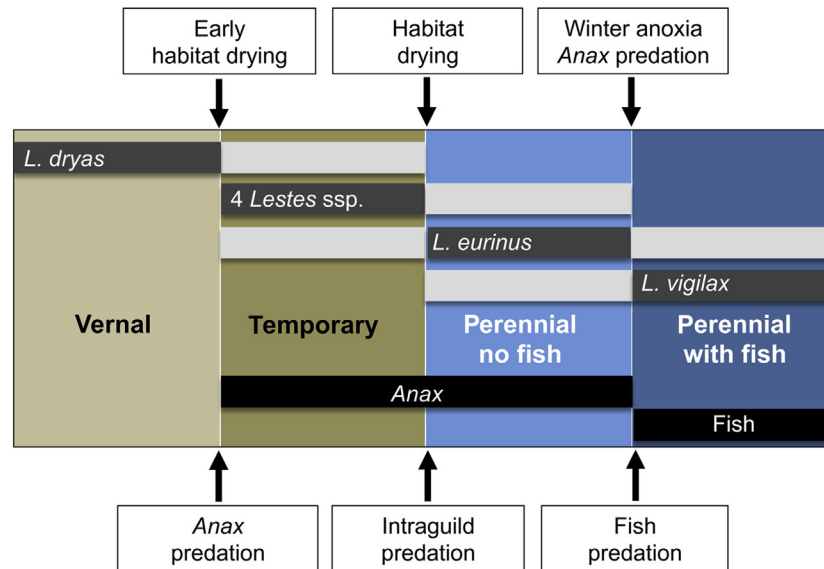 Early
habitat drying
Habitat
drying
Winter anoxia
Anax predation
L. dryas
4 Lestes ssp.
L. eurinus
L. vigilax
Vernal
Temporary
Perennial
no fish
Perennial
with fish
Anax
Fish
Anax
predation
Intraguild
predation
Fish
predation